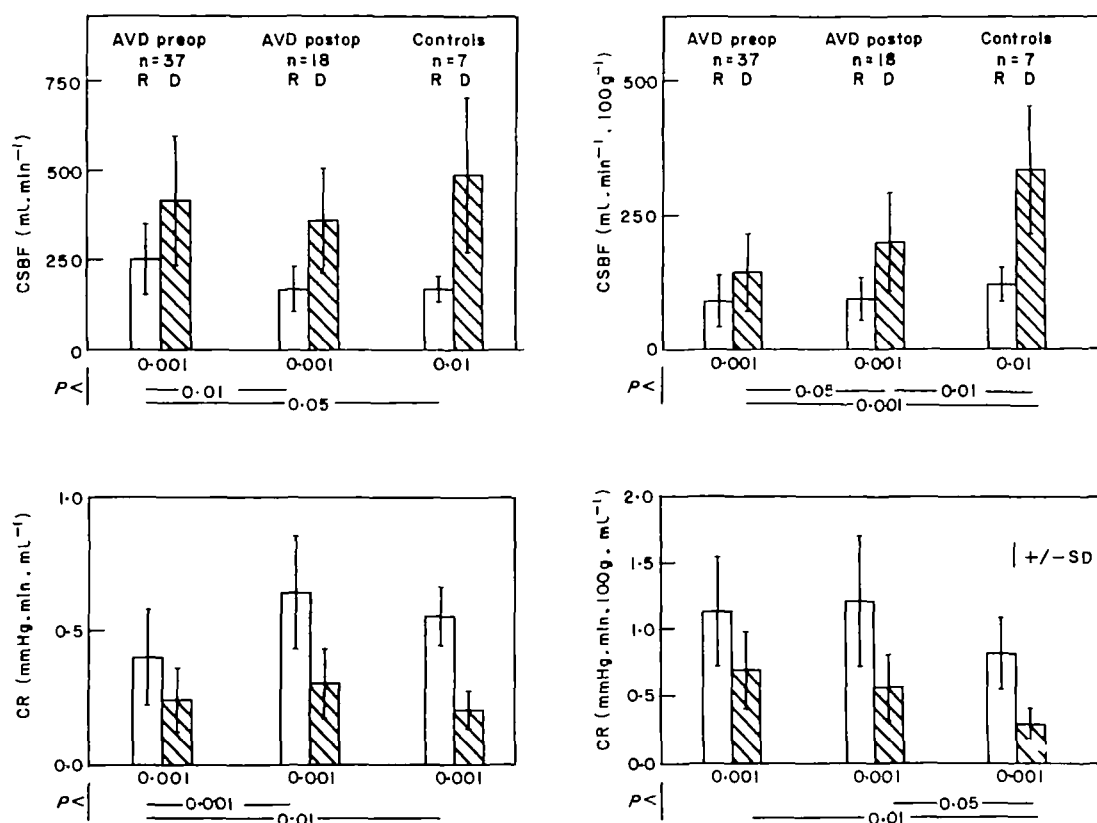 AVD preop AVD postop Controls
n=37 n=18 n=7
R D R D R D
750
500
250
0
CSBF (ml.min⁻¹)
0·001 0·001 0·01
P<
0·01
0·05
AVD preop AVD postop Controls
n=37 n=18 n=7
R D R D R D
500
250
0
CSBF (ml.min⁻¹.100g⁻¹)
0·001 0·001 0·01
P<
0·05 0·01
0·001
1·0
0·5
0·0
CR (mmHg.min.ml⁻¹)
0·001 0·001 0·001
P<
0·001
0·01
2·0
1·5
1·0
0·5
0·0
CR (mmHg.min.100g.ml⁻¹)
+/-SD
0·001 0·001 0·001
P<
0·05
0·01